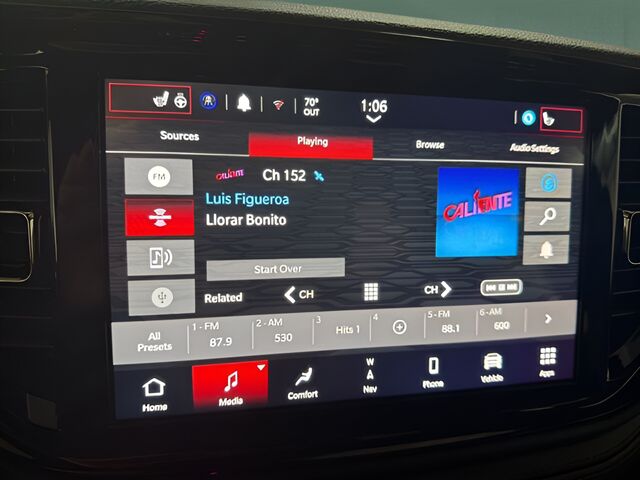 70°
OUT
1:06
Sources
Playing
Browse
Audio Settings
FM
CALIENTE
Ch 152
Luis Figueroa
Llorar Bonito
CALIENTE
Start Over
Related
CH
CH
All
Presets
1 - FM
87.9
2 - AM
530
3
Hits 1
4
5 - FM
88.1
6 - AM
600
Home
Media
Comfort
W
A
Nav
Phone
Vehicle
Apps